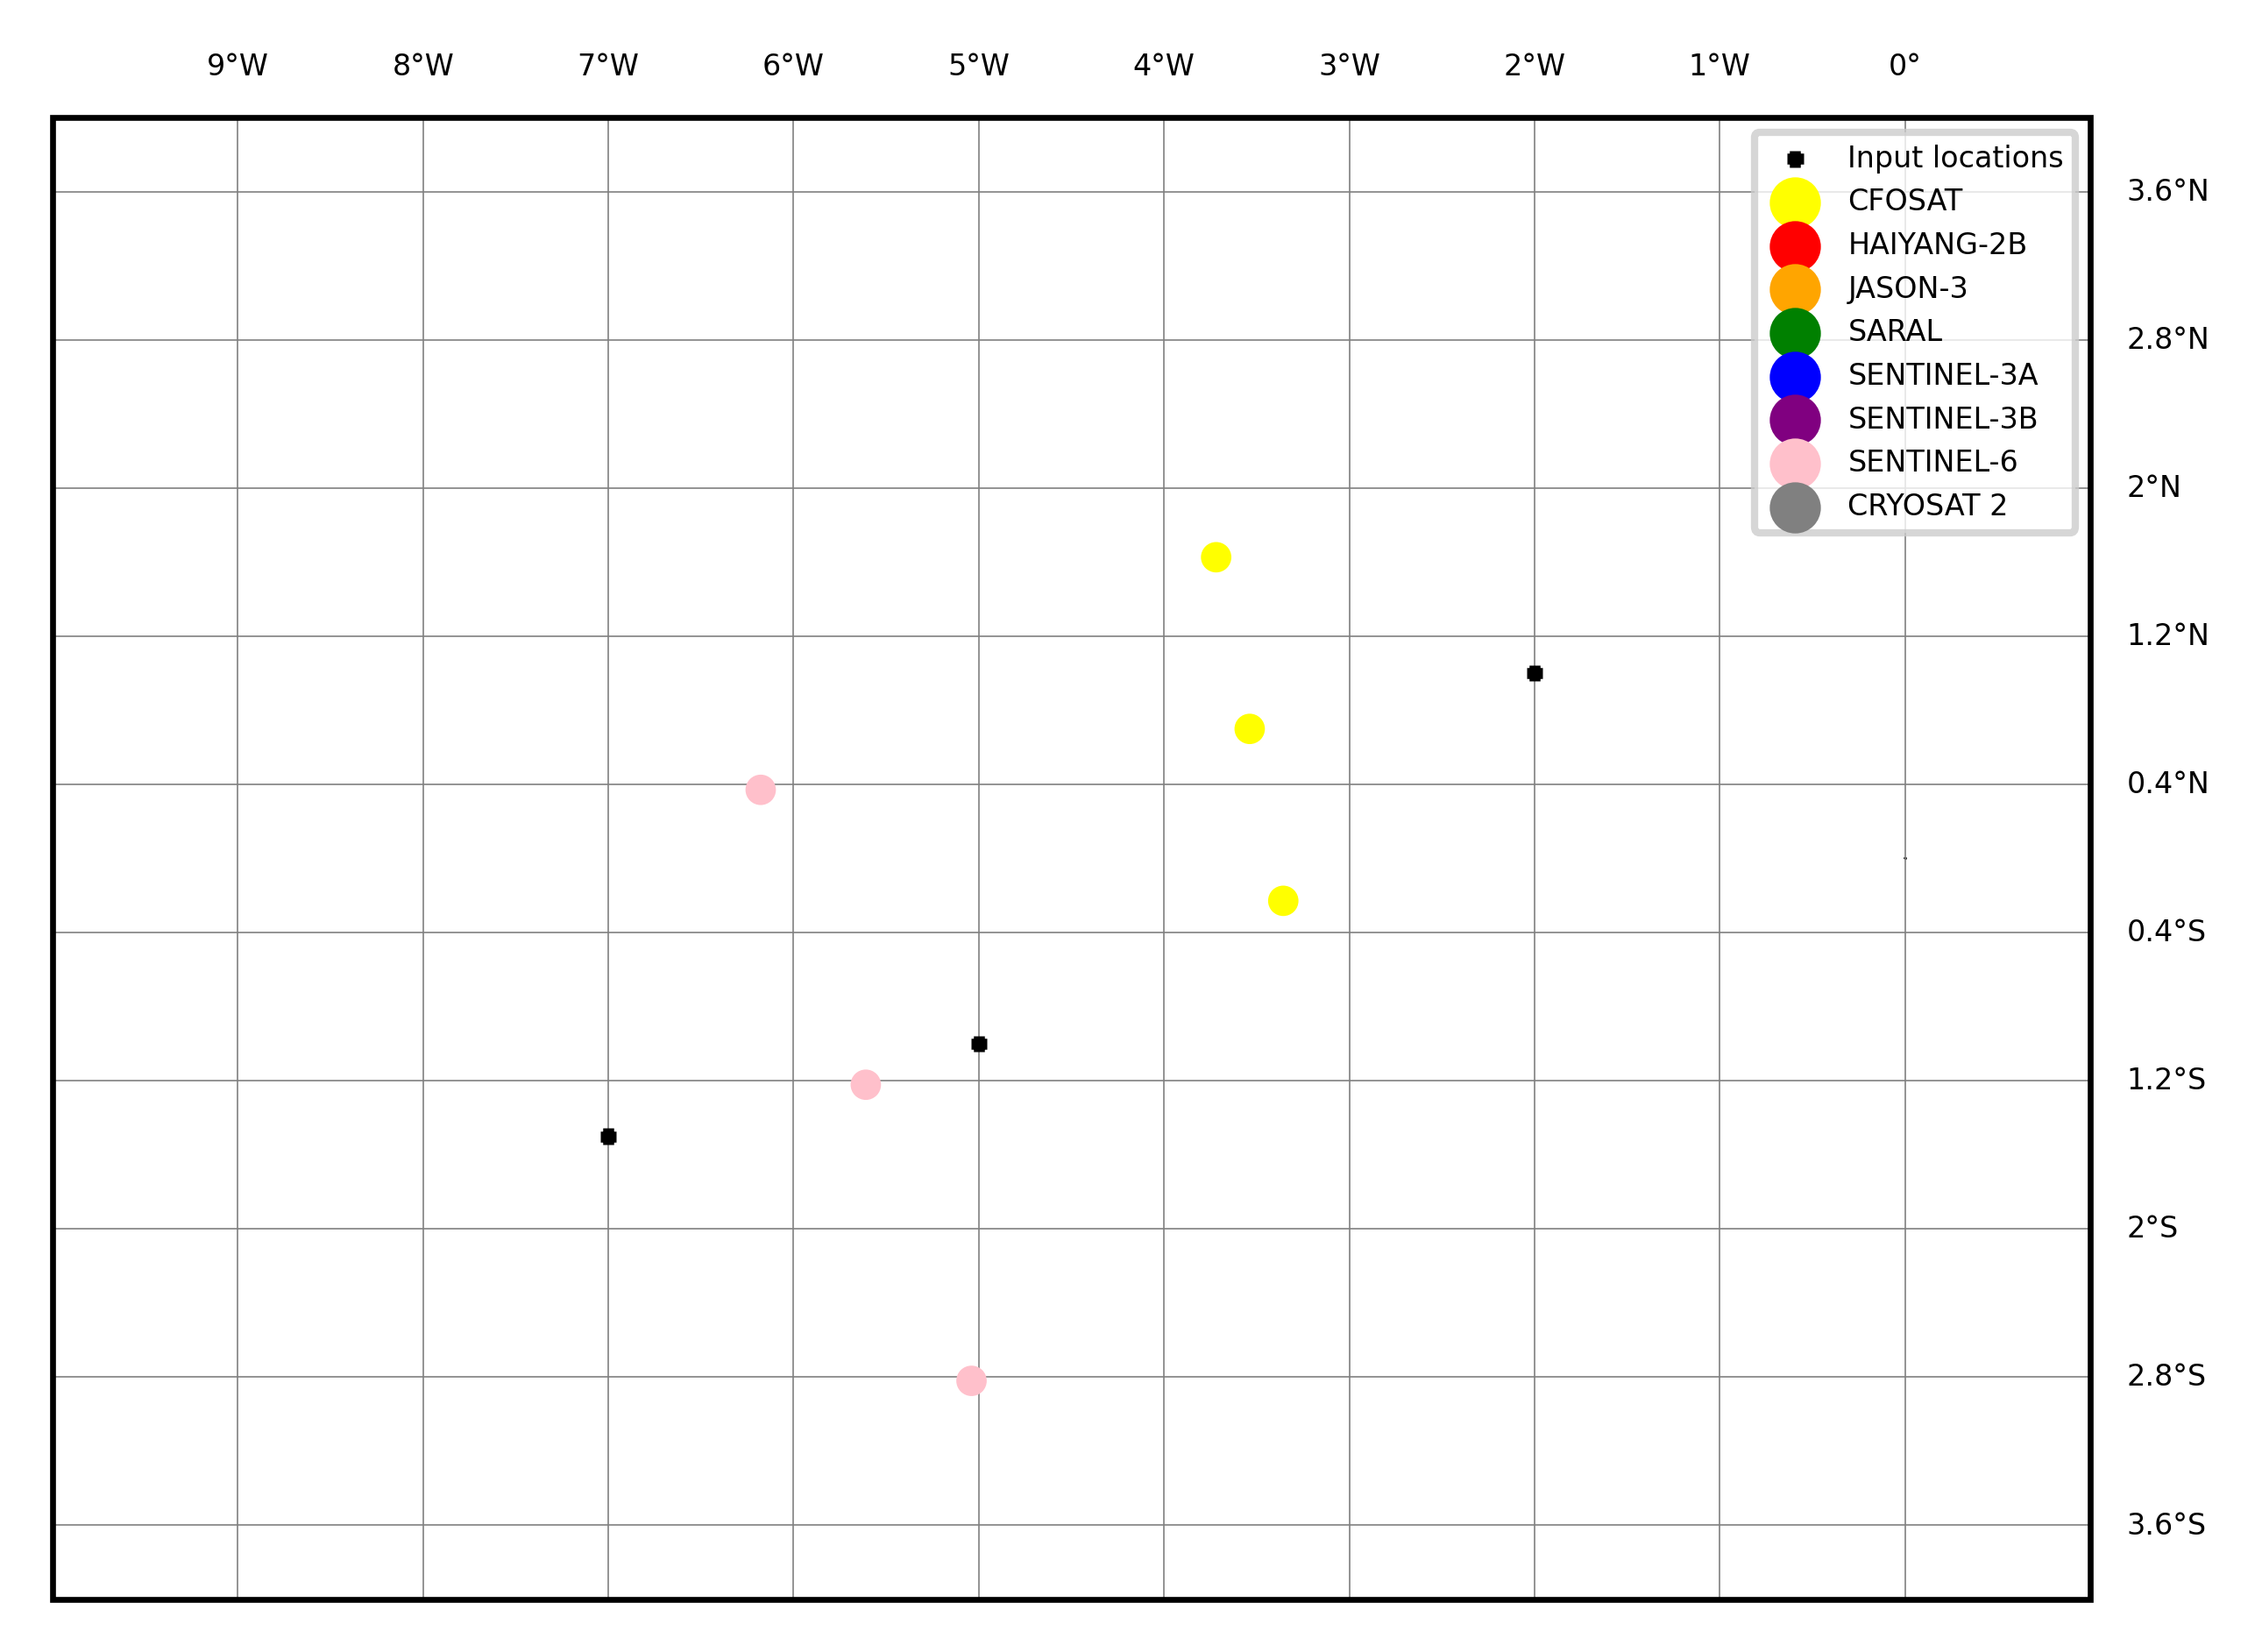 9°W 8°W 7°W 6°W 5°W 4°W 3°W 2°W 1°W 0°
Input locations
CFOSAT
HAIYANG-2B
JASON-3
SARAL
SENTINEL-3A
SENTINEL-3B
SENTINEL-6
CRYOSAT 2
3.6°N
2.8°N
2°N
1.2°N
0.4°N
0.4°S
1.2°S
2°S
2.8°S
3.6°S